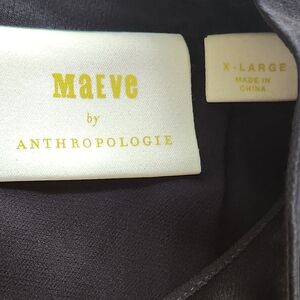 MaEve
by
ANTHROPOLOGIE
X-LARGE
MADE IN
CHINA